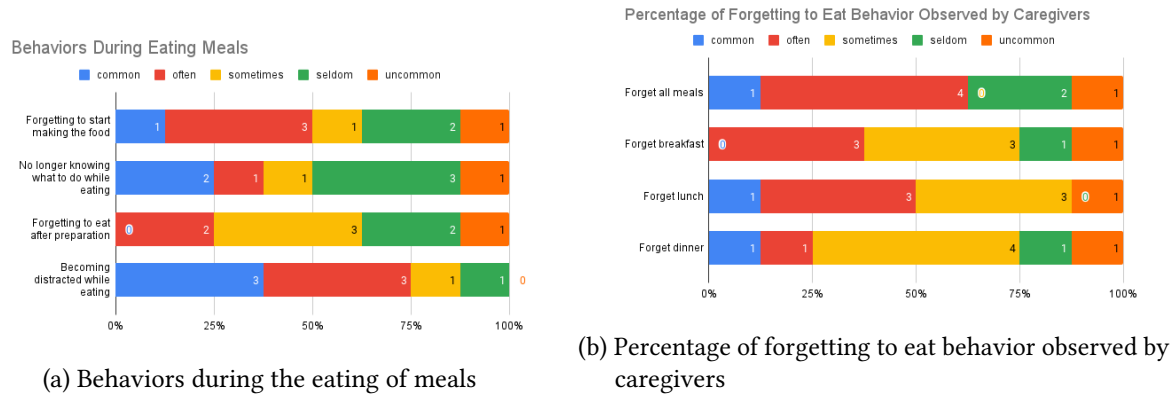 Behaviors During Eating Meals
common often sometimes seldom uncommon
Forgetting to start
making the food
1 3 1 2 1
No longer knowing
what to do while
eating
2 1 1 3 1
Forgetting to eat
after preparation
0 2 3 2 1
Becoming
distracted while
eating
3 3 1 1 0
0% 25% 50% 75% 100%
(a) Behaviors during the eating of meals
Percentage of Forgetting to Eat Behavior Observed by Caregivers
common often sometimes seldom uncommon
Forget all meals
1 4 0 2 1
Forget breakfast
0 3 3 1 1
Forget lunch
1 3 3 0 1
Forget dinner
1 1 4 1 1
0% 25% 50% 75% 100%
(b) Percentage of forgetting to eat behavior observed by
caregivers